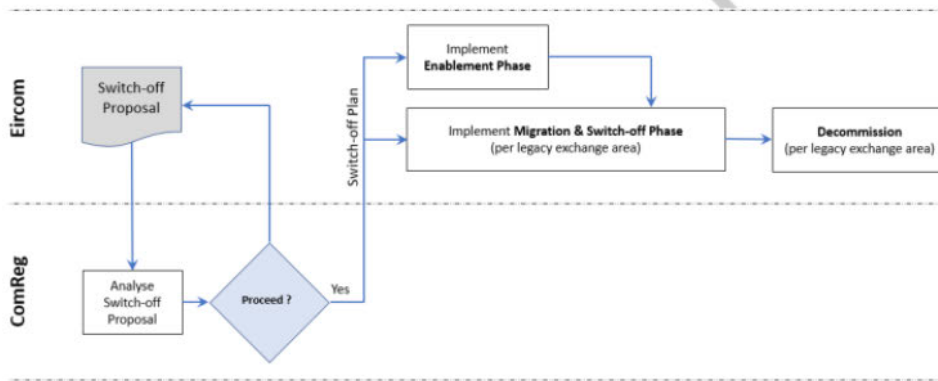 Eircom
Switch-off
Proposal
Switch-off Plan
Implement
Enablement Phase
Implement Migration & Switch-off Phase
(per legacy exchange area)
Decommission
(per legacy exchange area)
ComReg
Analyse
Switch-off
Proposal
Proceed ?
Yes